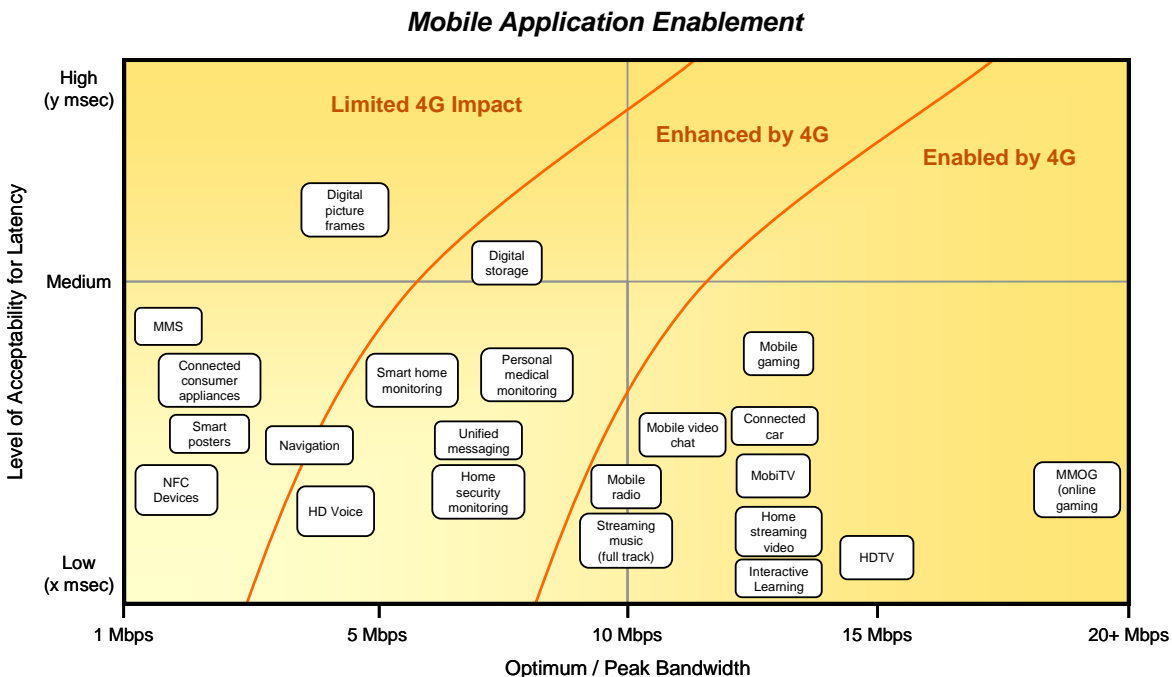 Mobile Application Enablement
High
(y msec)
Limited 4G Impact
Enhanced by 4G
Enabled by 4G
Level of Acceptability for Latency
Digital
picture
frames
Digital
storage
Medium
MMS
Connected
consumer
appliances
Smart home
monitoring
Personal
medical
monitoring
Mobile
gaming
Smart
posters
Navigation
Unified
messaging
Mobile video
chat
Connected
car
NFC
Devices
HD Voice
Home
security
monitoring
Mobile
radio
MobiTV
MMOG
(online
gaming
Streaming
music
(full track)
Home
streaming
video
HDTV
Interactive
Learning
Low
(x msec)
1 Mbps
5 Mbps
10 Mbps
15 Mbps
20+ Mbps
Optimum / Peak Bandwidth